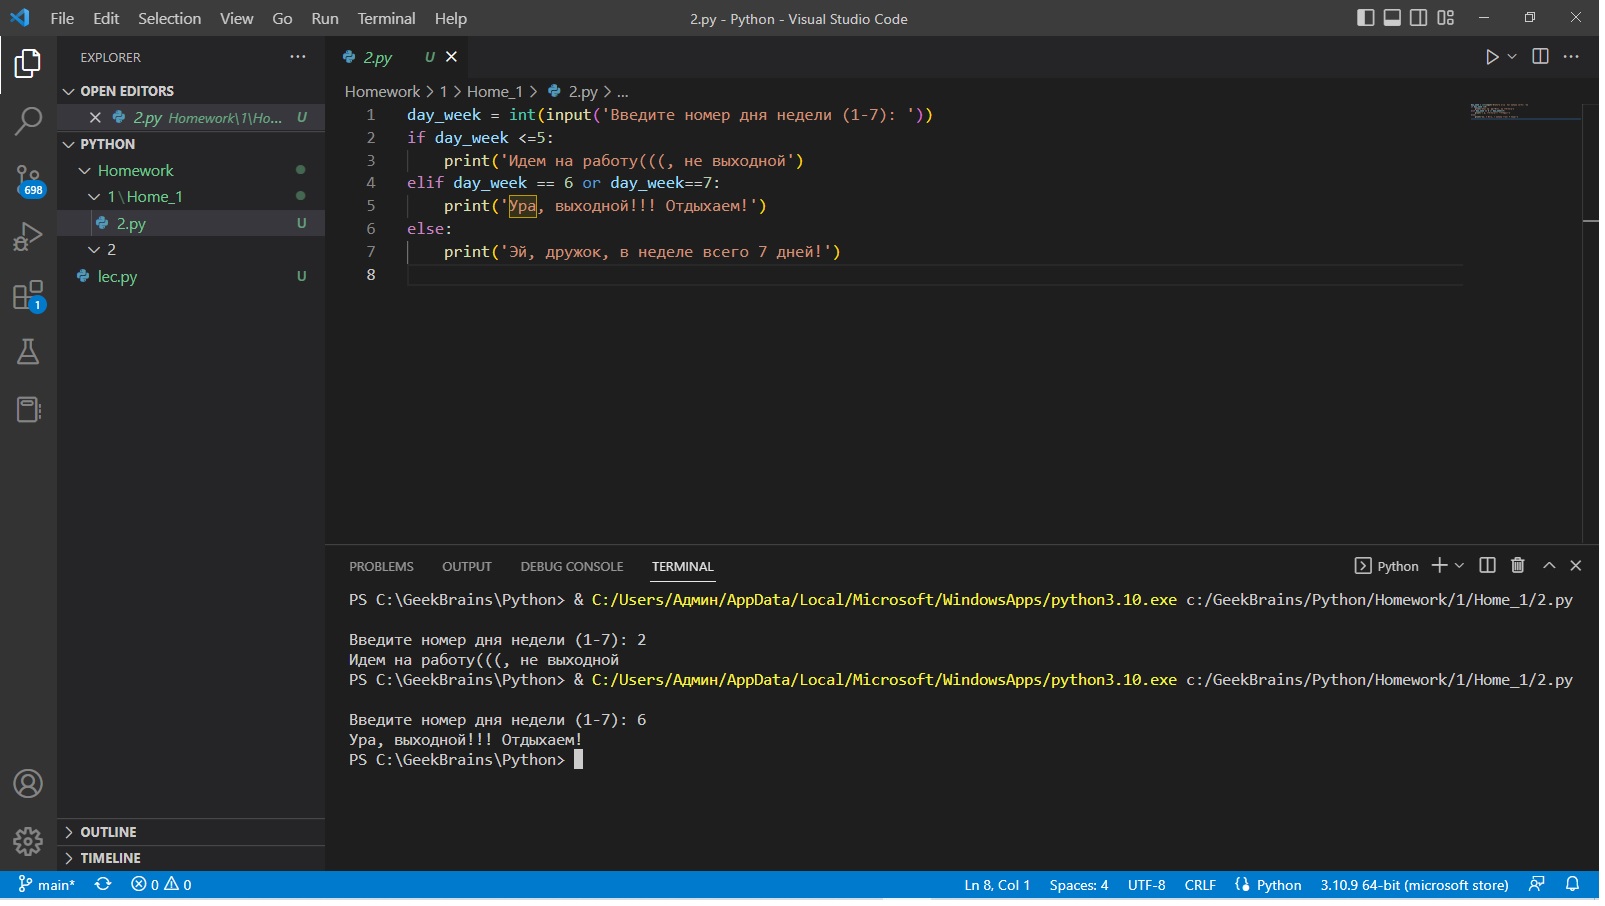 File Edit Selection View Go Run Terminal Help
2.py - Python - Visual Studio Code
EXPLORER
OPEN EDITORS
2.py Homework\1\Ho... U
PYTHON
Homework
1\Home_1
2.py U
2
lec.py U
OUTLINE
TIMELINE
698
1
2.py U
Homework > 1 > Home_1 > 2.py > ...
1 day_week = int(input('Введите номер дня недели (1-7): '))
2 if day_week <=5:
3 print('Идем на работу(((, не выходной')
4 elif day_week == 6 or day_week==7:
5 print('Ура, выходной!!! Отдыхаем!')
6 else:
7 print('Эй, дружок, в неделе всего 7 дней!')
8
PROBLEMS OUTPUT DEBUG CONSOLE TERMINAL
Python
PS C:\GeekBrains\Python> & C:/Users/Админ/AppData/Local/Microsoft/WindowsApps/python3.10.exe c:/GeekBrains/Python/Homework/1/Home_1/2.py
Введите номер дня недели (1-7): 2
Идем на работу(((, не выходной
PS C:\GeekBrains\Python> & C:/Users/Админ/AppData/Local/Microsoft/WindowsApps/python3.10.exe c:/GeekBrains/Python/Homework/1/Home_1/2.py
Введите номер дня недели (1-7): 6
Ура, выходной!!! Отдыхаем!
PS C:\GeekBrains\Python>
main* 0 0 Ln 8, Col 1 Spaces: 4 UTF-8 CRLF Python 3.10.9 64-bit (microsoft store)